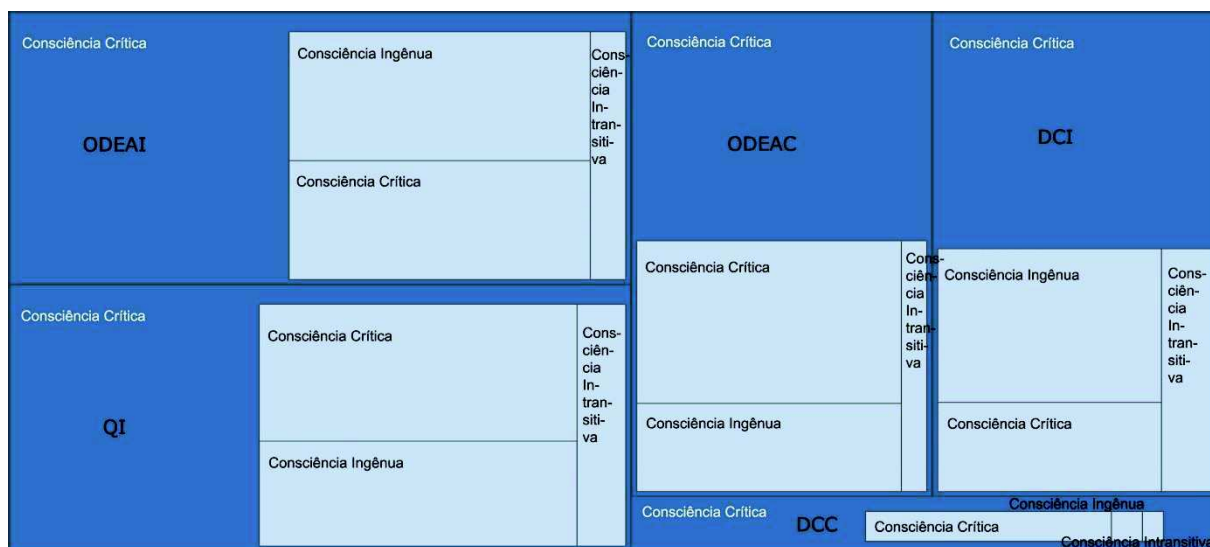 Consciência Crítica
ODEAI
Consciência Ingênua
Consciência Crítica
Cons-
ciên-
cia
In-
tran-
siti-
va
Consciência Crítica
QI
Consciência Crítica
Consciência Ingênua
Cons-
ciên-
cia
In-
tran-
siti-
va
Consciência Crítica
ODEAC
Consciência Crítica
Consciência Ingênua
Cons-
ciên-
cia
In-
tran-
siti-
va
Consciência Crítica
DCI
Consciência Ingênua
Consciência Crítica
Cons-
ciên-
cia
In-
tran-
siti-
va
Consciência Crítica
DCC
Consciência Crítica
Consciência Ingênua
Consciência Intransitiva